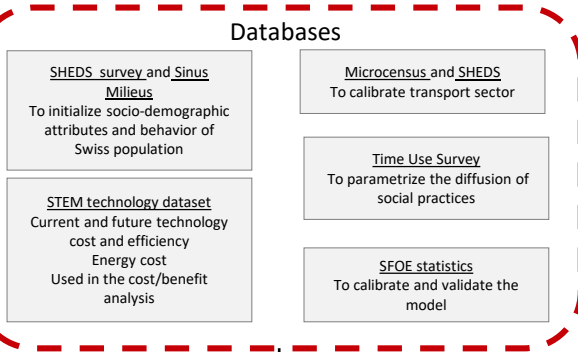 Databases
SHEDS survey and Sinus
Milieus
To initialize socio-demographic
attributes and behavior of
Swiss population
STEM technology dataset
Current and future technology
cost and efficiency
Energy cost
Used in the cost/benefit
analysis
Microcensus and SHEDS
To calibrate transport sector
Time Use Survey
To parametrize the diffusion of
social practices
SFOE statistics
To calibrate and validate the
model